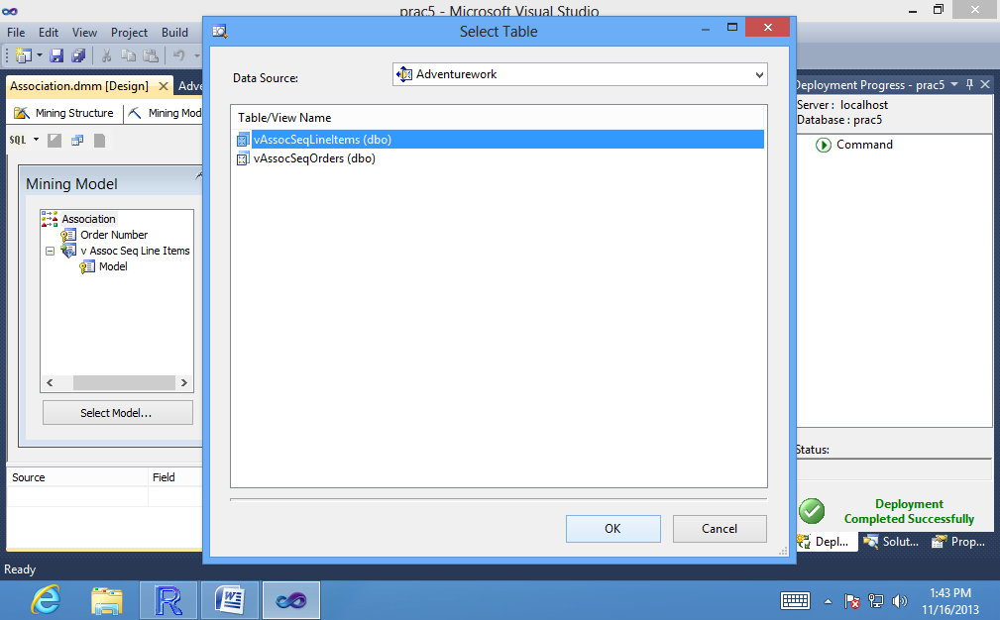 prac5 - Microsoft Visual Studio
File Edit View Project Build
Select Table
Association.dmm [Design] Adve
Mining Structure Mining Mod
SQL
Mining Model
Association
Order Number
v Assoc Seq Line Items
Model
Select Model...
Source Field
Data Source: Adventurework
Table/View Name
vAssocSeqLineItems (dbo)
vAssocSeqOrders (dbo)
OK Cancel
Deployment Progress - prac5
Server : localhost
Database : prac5
Command
Status:
Deployment
Completed Successfully
Depl... Solut... Prop...
Ready
1:43 PM
11/16/2013